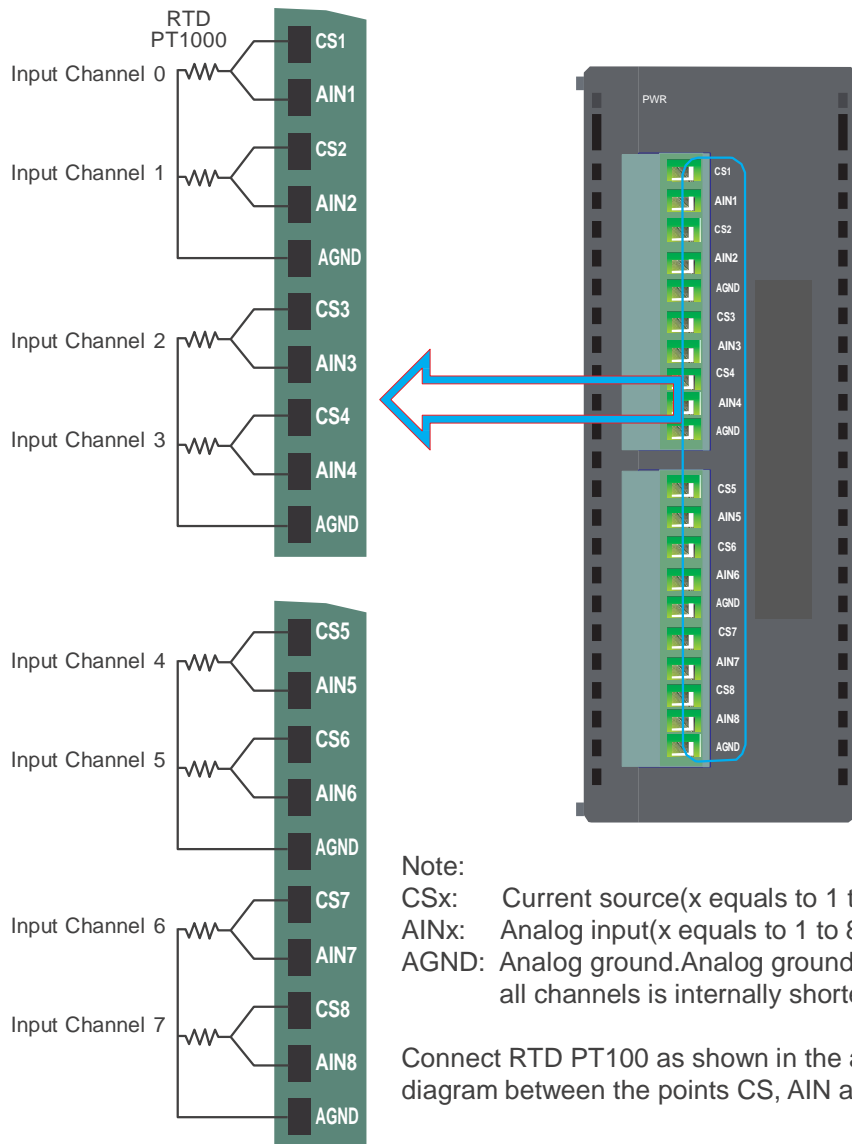 RTD
PT1000
Input Channel 0
CS1
AIN1
Input Channel 1
CS2
AIN2
AGND
Input Channel 2
CS3
AIN3
Input Channel 3
CS4
AIN4
AGND
Input Channel 4
CS5
AIN5
Input Channel 5
CS6
AIN6
AGND
Input Channel 6
CS7
AIN7
Input Channel 7
CS8
AIN8
AGND
PWR
CS1
AIN1
CS2
AIN2
AGND
CS3
AIN3
CS4
AIN4
AGND
CS5
AIN5
CS6
AIN6
AGND
CS7
AIN7
CS8
AIN8
AGND
Note:
CSx: Current source(x equals to 1
AINx: Analog input(x equals to 1 to 8
AGND: Analog ground.Analog ground
all channels is internally
Connect RTD PT100 as shown in the
diagram between the points CS, AIN